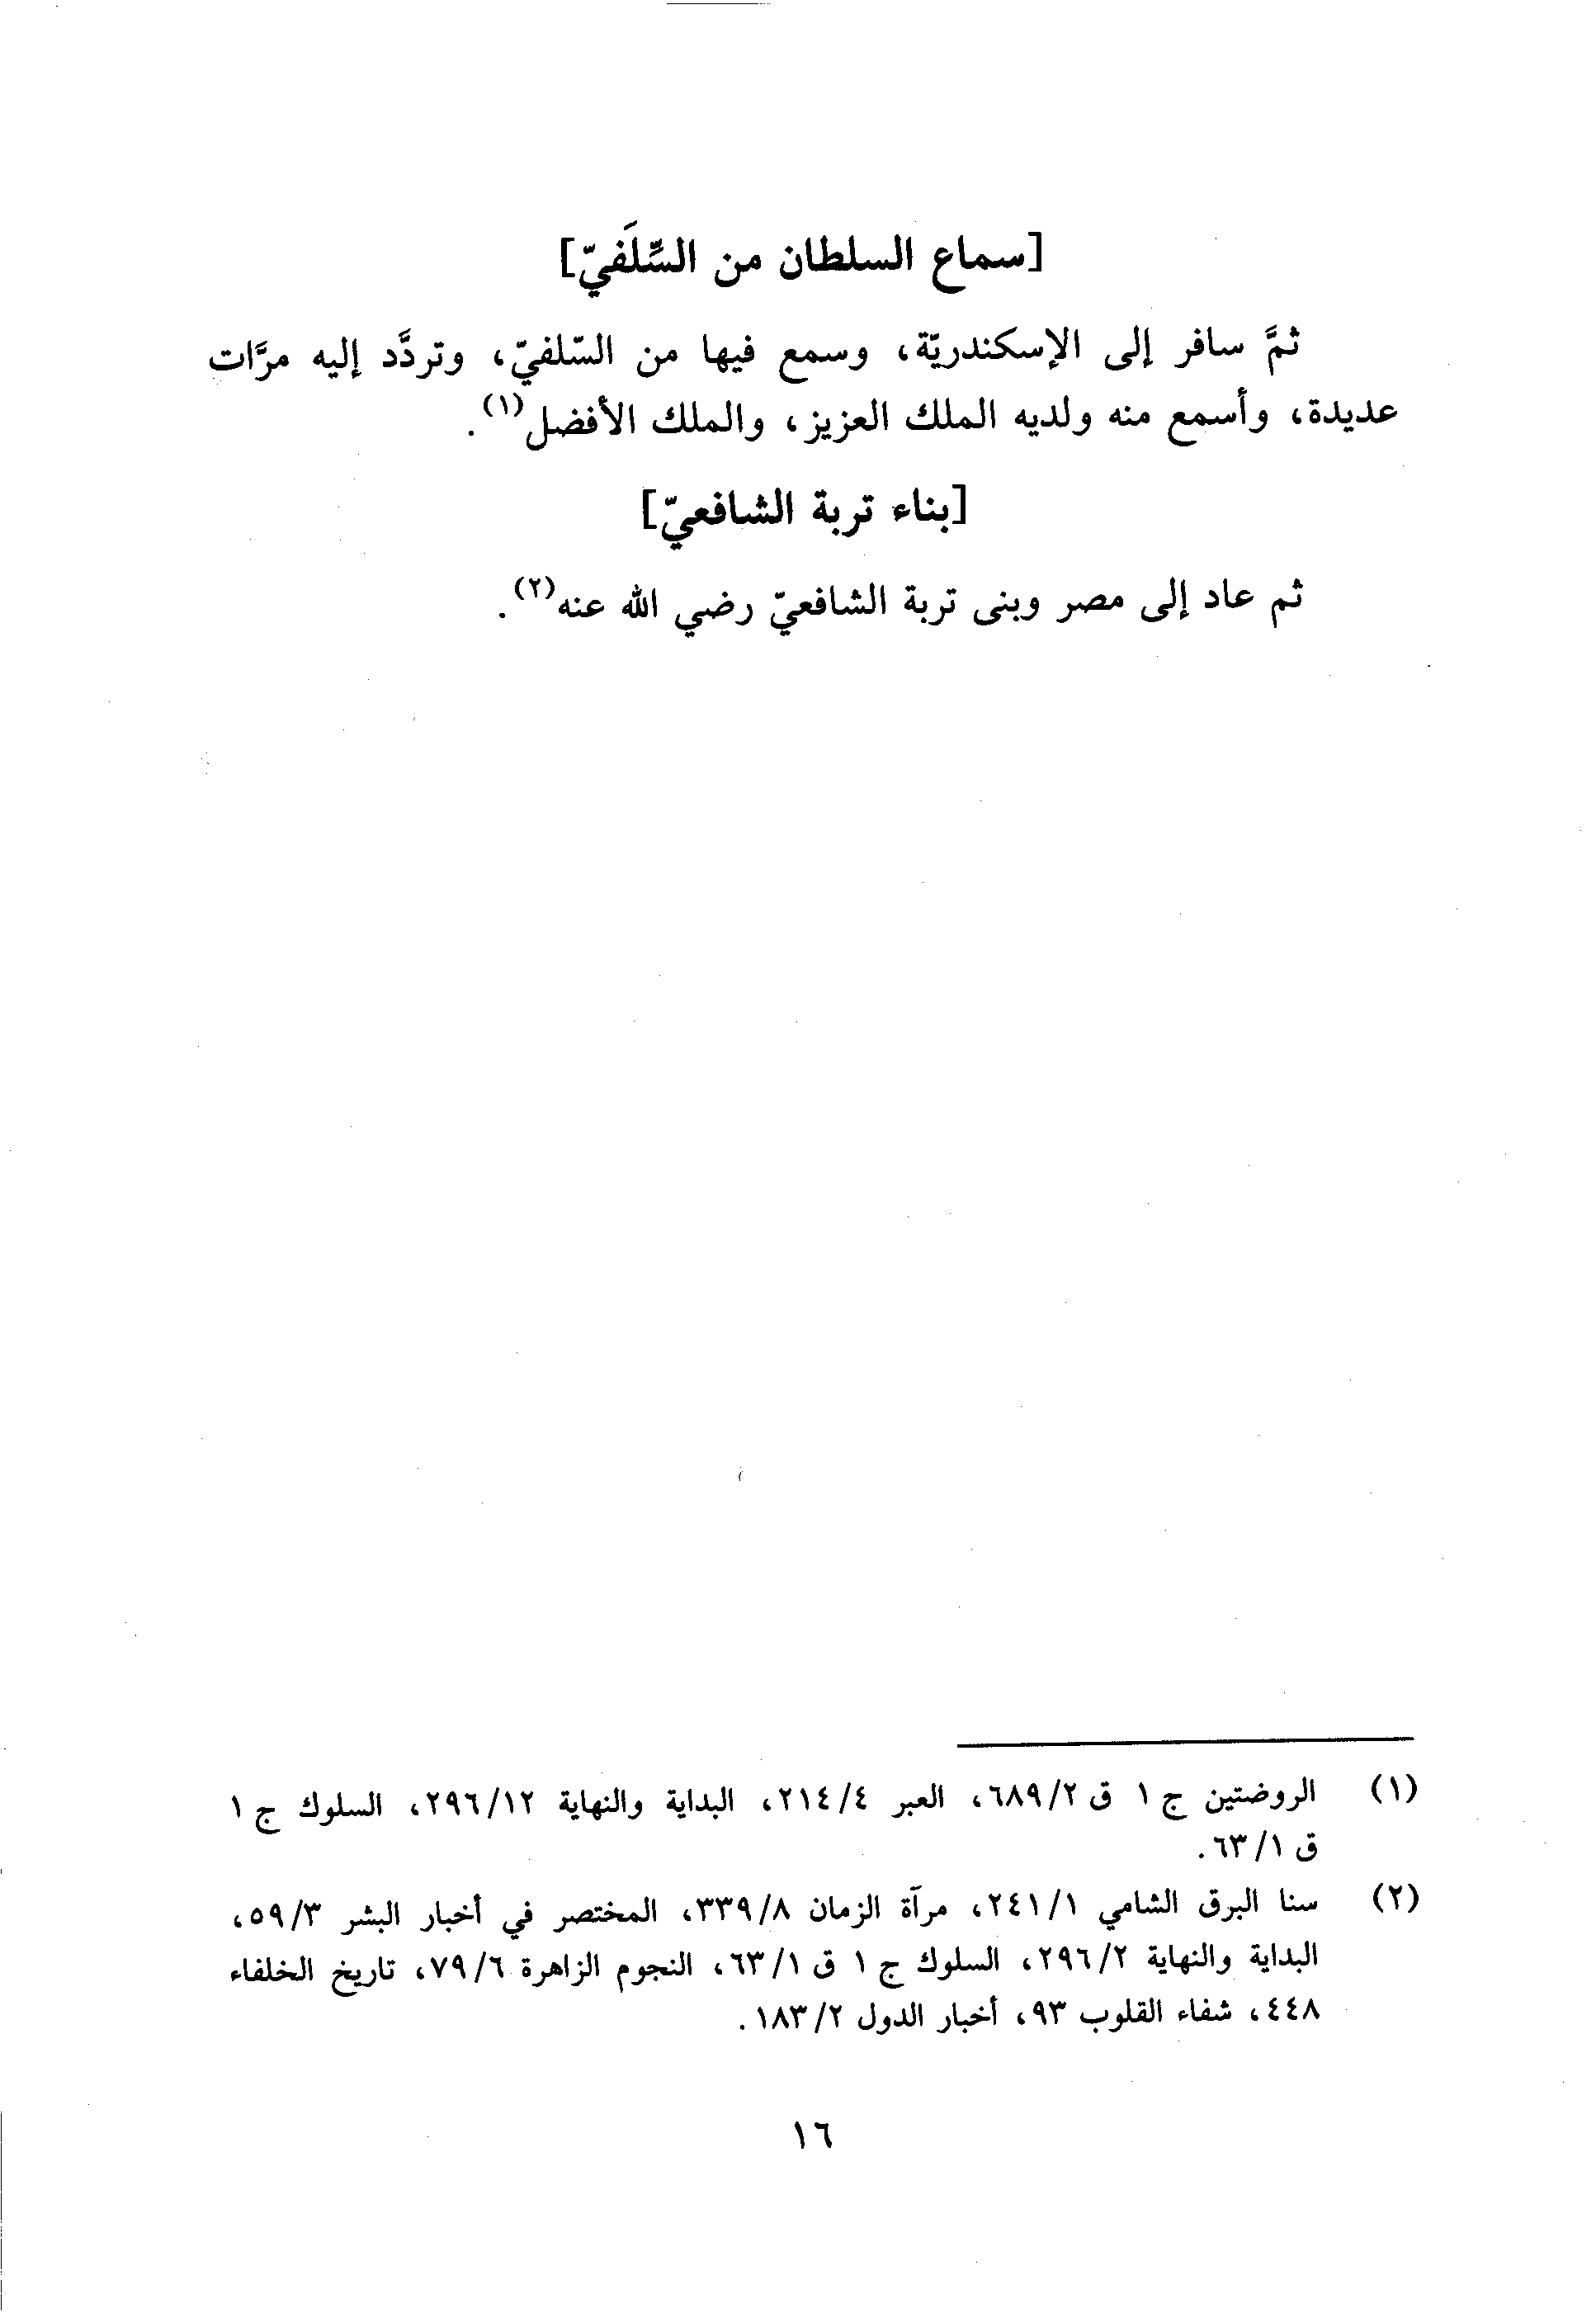 [سماع السلطان من السِّلَفيّ]
ثمَّ سافر إلى الإسكندريّة، وسمع فيها من السّلفيّ، وتردَّد إليه مرَّات
عديدة، وأسمع منه ولديه الملك العزيز، والملك الأفضل(١).
[بناء تربة الشافعيّ]
ثم عاد إلى مصر وبنى تربة الشافعيّ رضي الله عنه(٢).
(١) الروضتين ج ١ ق ٦٨٩/٢، العبر ٢١٤/٤، البداية والنهاية ٢٩٦/١٢، السلوك ج ١
ق ٦٣/١.
(٢) سنا البرق الشامي ٢٤١/١، مرآة الزمان ٣٣٩/٨، المختصر في أخبار البشر ٥٩/٣،
البداية والنهاية ٢٩٦/٢، السلوك ج ١ ق ٦٣/١، النجوم الزاهرة ٧٩/٦، تاريخ الخلفاء
٤٤٨، شفاء القلوب ٩٣، أخبار الدول ١٨٣/٢.
١٦